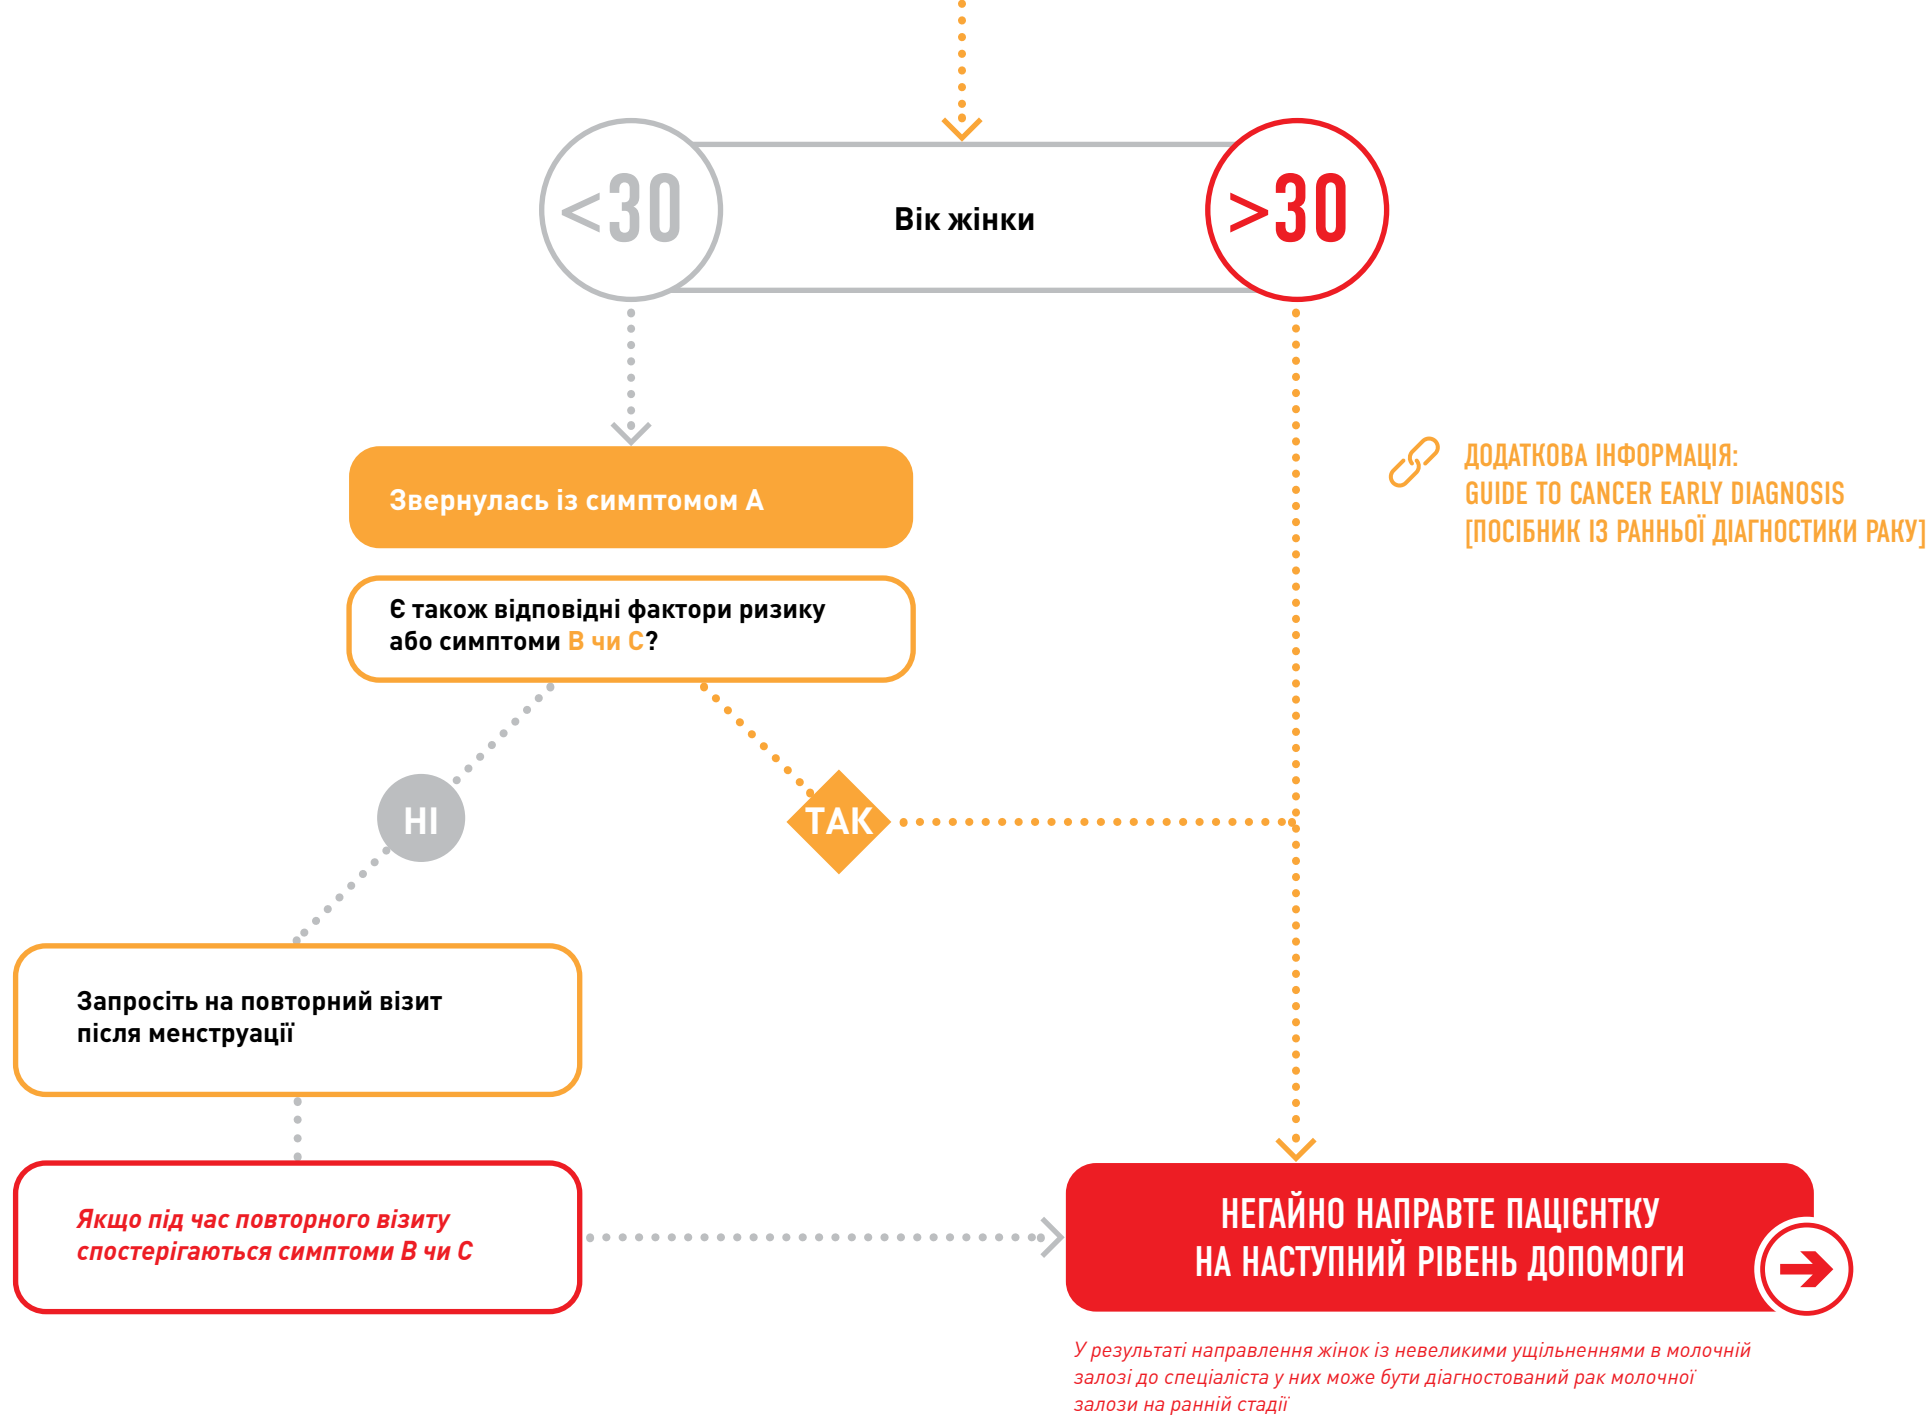 <30
Вік жінки
>30
Звернулась із симптомом А
ДОДАТКОВА ІНФОРМАЦІЯ:
GUIDE TO CANCER EARLY DIAGNOSIS
[ПОСІБНИК ІЗ РАННЬОЇ ДІАГНОСТИКИ РАКУ]
Є також відповідні фактори ризику
або симптоми В чи С?
НІ
ТАК
Запросіть на повторний візит
після менструації
Якщо під час повторного візиту
спостерігаються симптоми В чи С
НЕГАЙНО НАПРАВТЕ ПАЦІЄНТКУ
НА НАСТУПНИЙ РІВЕНЬ ДОПОМОГИ
У результаті направлення жінок із невеликими ущільненнями в молочній
залозі до спеціаліста у них може бути діагностований рак молочної
залози на ранній стадії